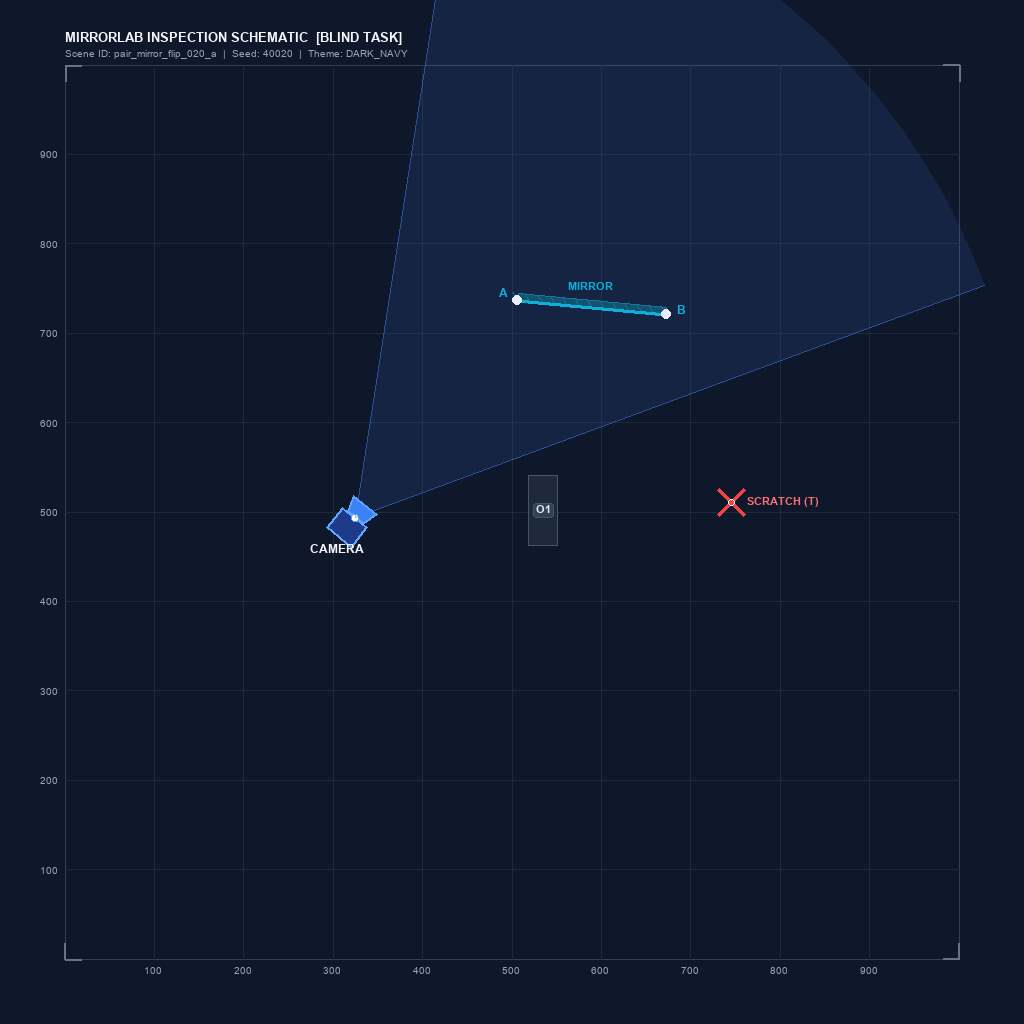 MIRRORLAB INSPECTION SCHEMATIC [BLIND TASK]
Scene ID: pair_mirror_flip_020_a | Seed: 40020 | Theme: DARK_NAVY
900
800
MIRROR
A
B
700
600
500
O1
SCRATCH (T)
CAMERA
400
300
200
100
100 200 300 400 500 600 700 800 900